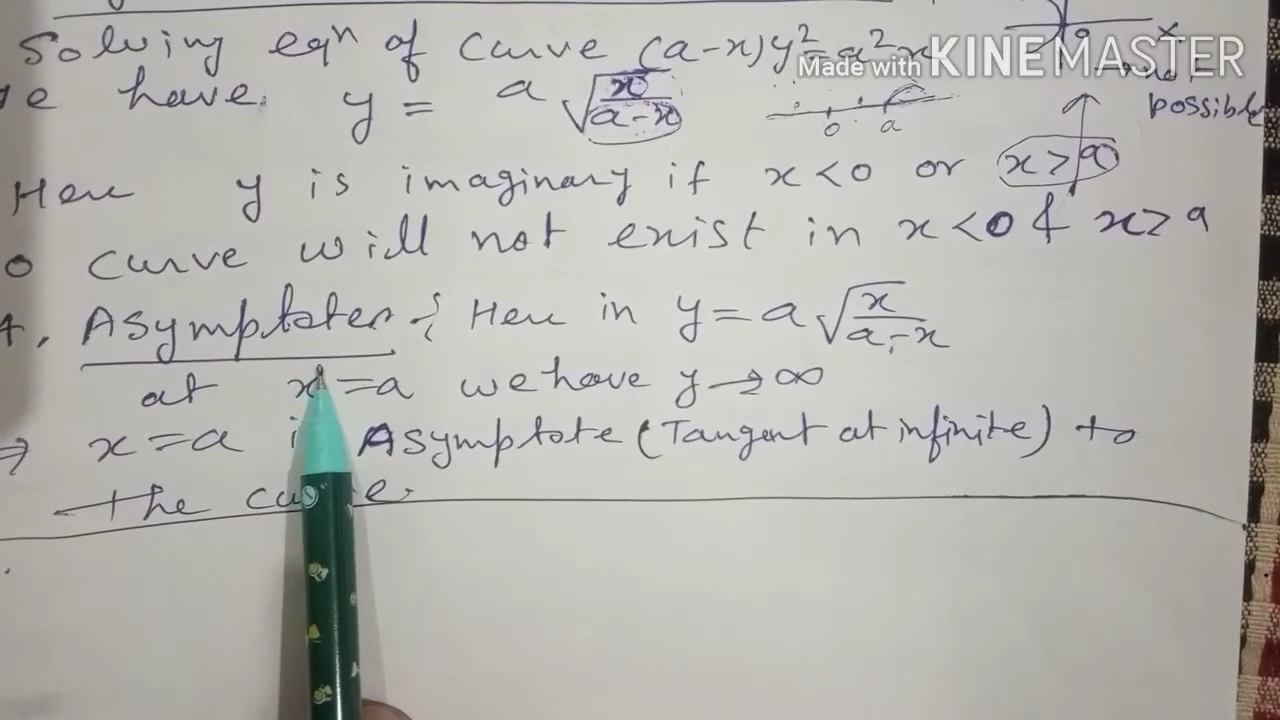 Solving eqn of Curve (a-x)y²=a²x
Made with KINEMASTER
have y = a √x/a-x
not possible
0 a
Here y is imaginary if x<0 or x>a
curve will not exist in x<0 & x>a
4. Asymptotes :- Here in y=a√x/a-x
at x=a we have y→∞
⇒ x=a is Asymptote (Tangent at infinite) to
the curve.